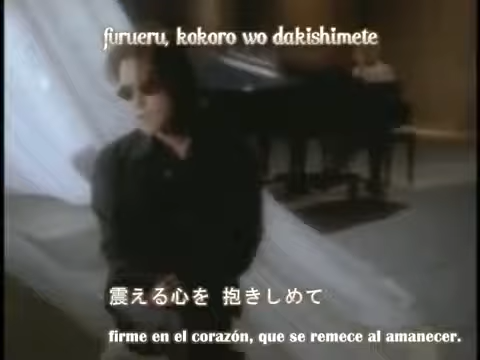 furueru, kokoro wo dakishimete
震える心を 抱きしめて
firme en el corazón, que se remece al amanecer.